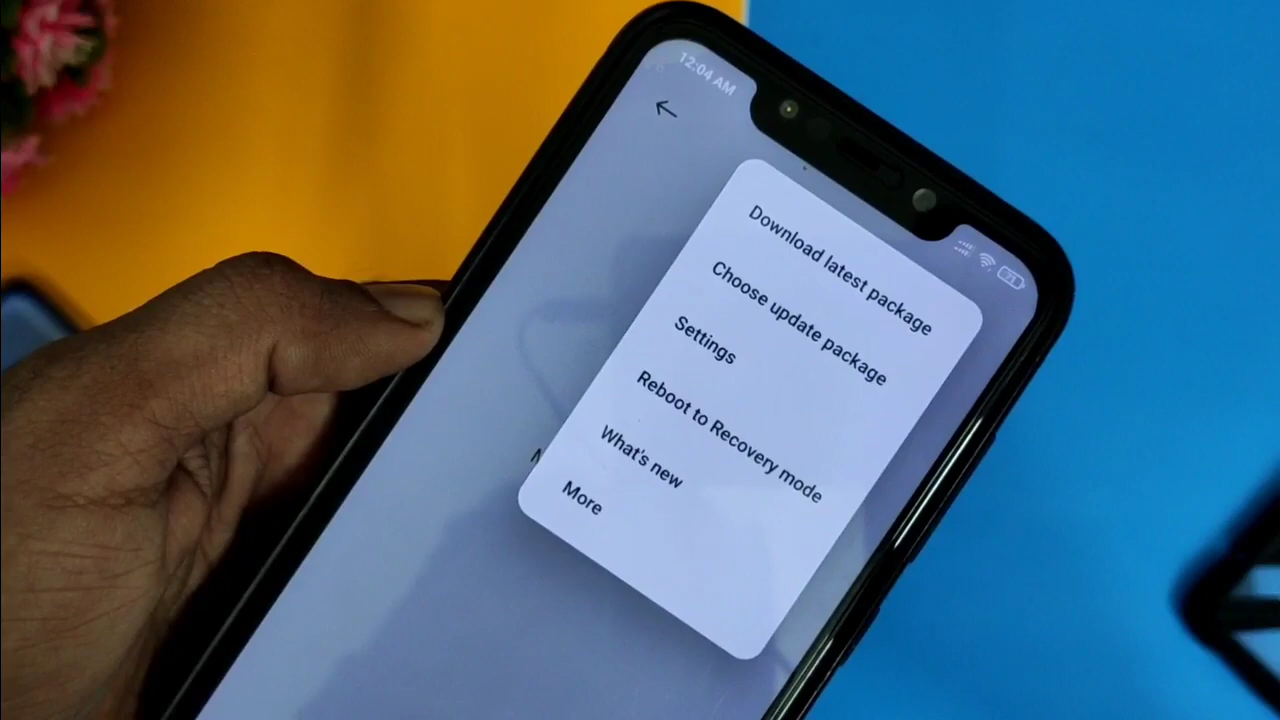 12:04 AM
Download latest package
Choose update package
Settings
Reboot to Recovery mode
What's new
More